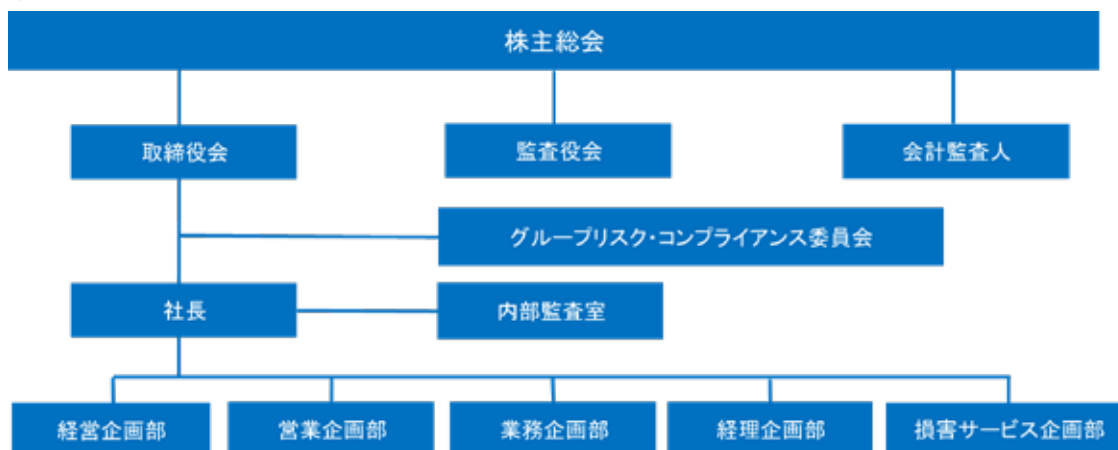 株主総会
取締役会
監査役会
会計監査人
グループリスク・コンプライアンス委員会
社長
内部監査室
経営企画部
営業企画部
業務企画部
経理企画部
損害サービス企画部